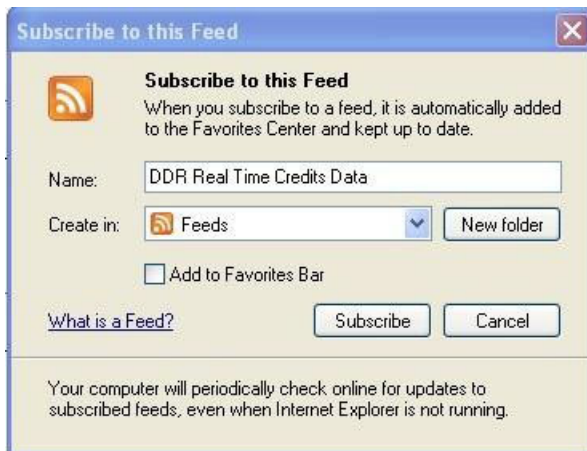 Subscribe to this Feed
Subscribe to this Feed
When you subscribe to a feed, it is automatically added
to the Favorites Center and kept up to date.
Name: DDR Real Time Credits Data
Create in: Feeds New folder
Add to Favorites Bar
What is a Feed? Subscribe Cancel
Your computer will periodically check online for updates to
subscribed feeds, even when Internet Explorer is not running.